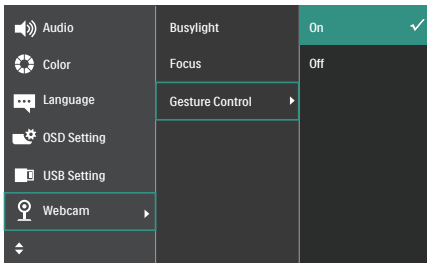 Audio
Color
Language
OSD Setting
USB Setting
Webcam
Busylight
Focus
Gesture Control
On
Off